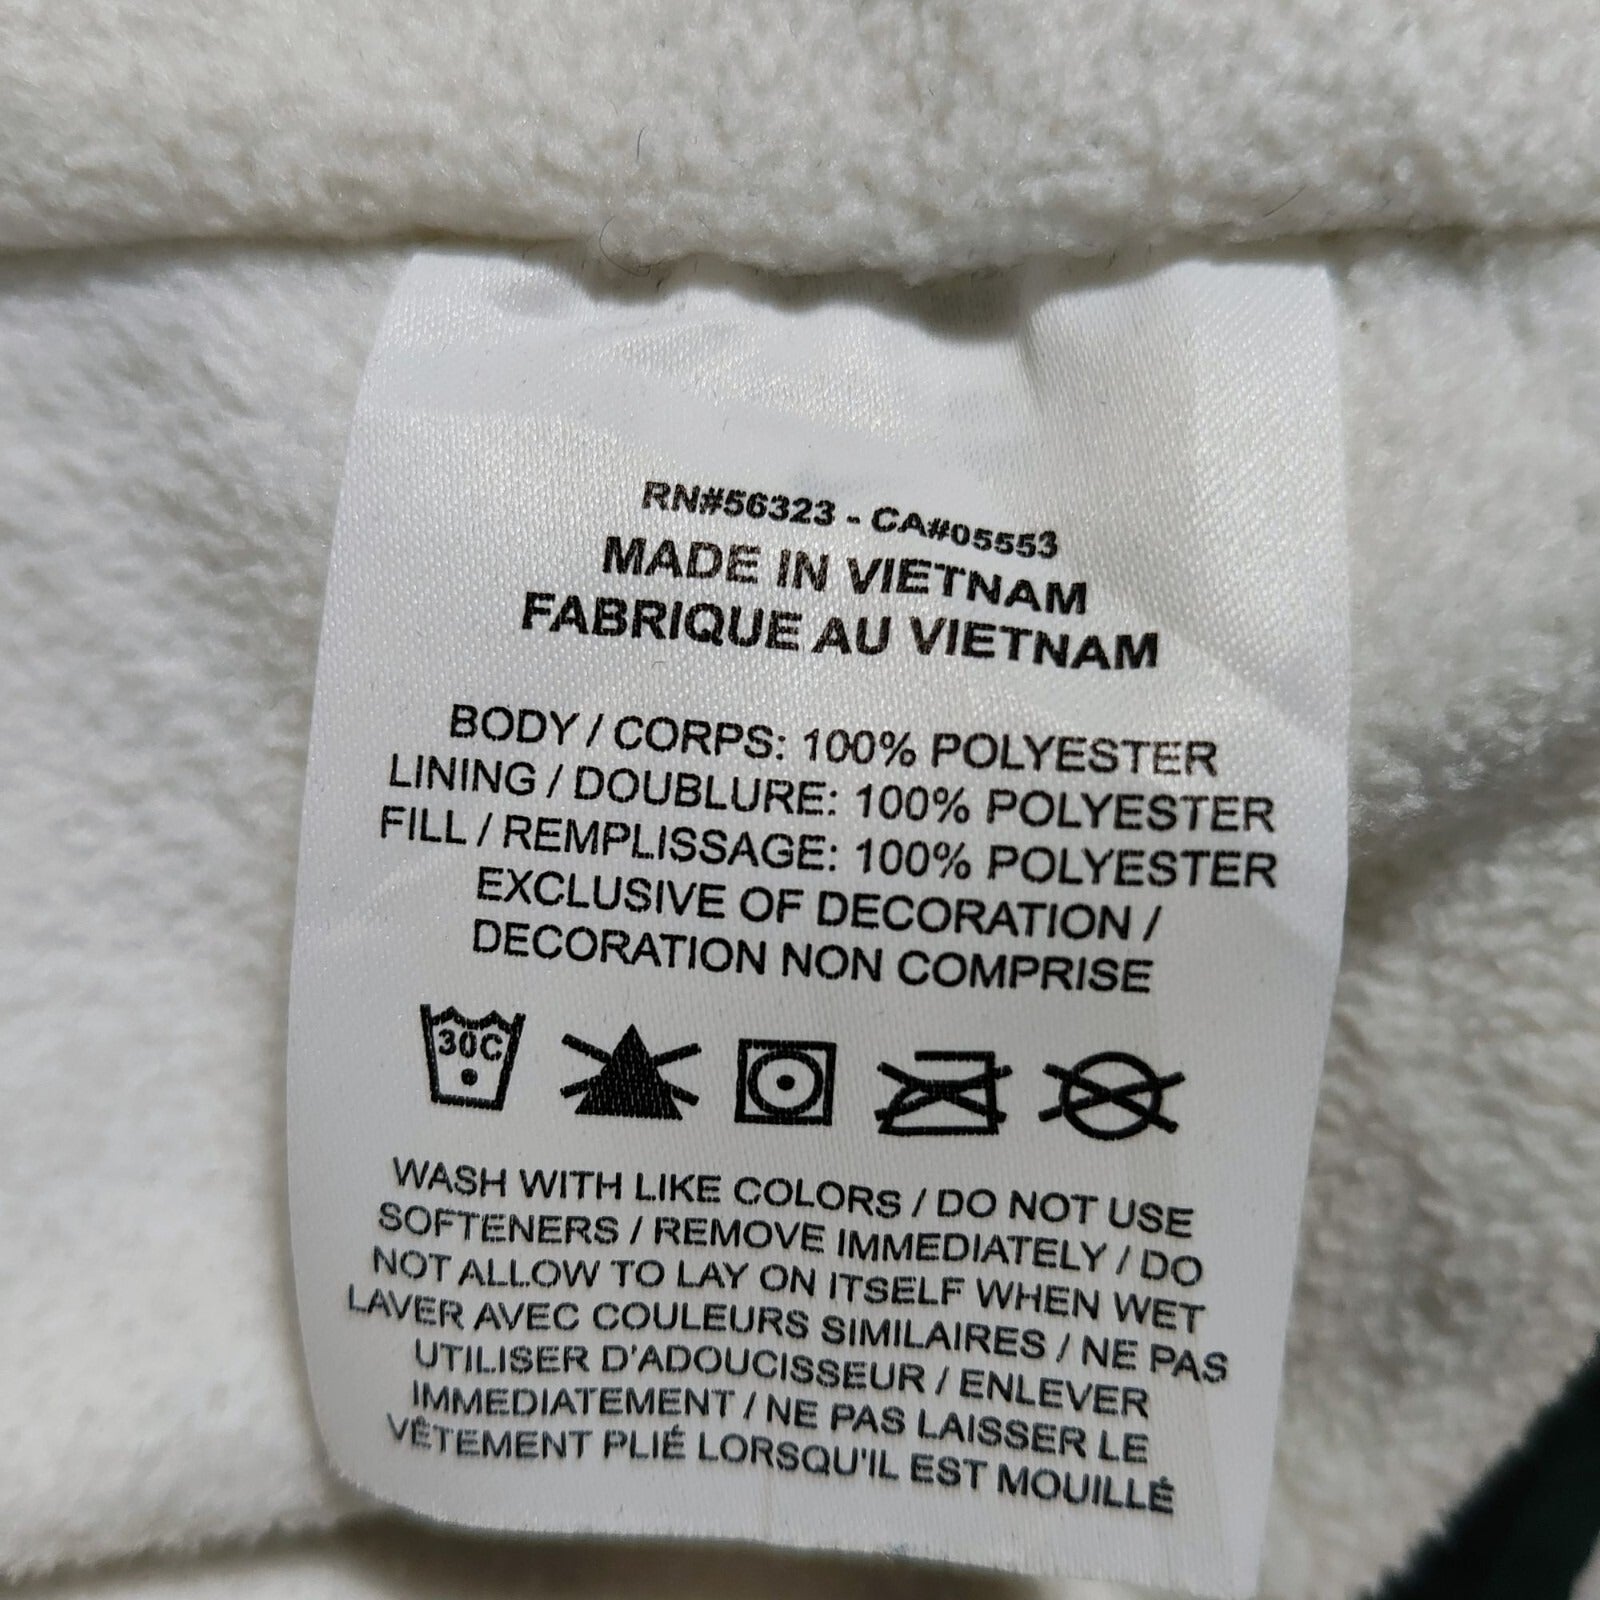 RN#56323 - CA#05553
MADE IN VIETNAM
FABRIQUE AU VIETNAM
BODY / CORPS: 100% POLYESTER
LINING / DOUBLURE: 100% POLYESTER
FILL / REMPLISSAGE: 100% POLYESTER
EXCLUSIVE OF DECORATION /
DECORATION NON COMPRISE
30C
WASH WITH LIKE COLORS / DO NOT USE
SOFTENERS / REMOVE IMMEDIATELY / DO
NOT ALLOW TO LAY ON ITSELF WHEN WET
LAVER AVEC COULEURS SIMILAIRES / NE PAS
UTILISER D'ADOUCISSEUR / ENLEVER
IMMEDIATEMENT / NE PAS LAISSER LE
VÊTEMENT PLIÉ LORSQU'IL EST MOUILLÉ